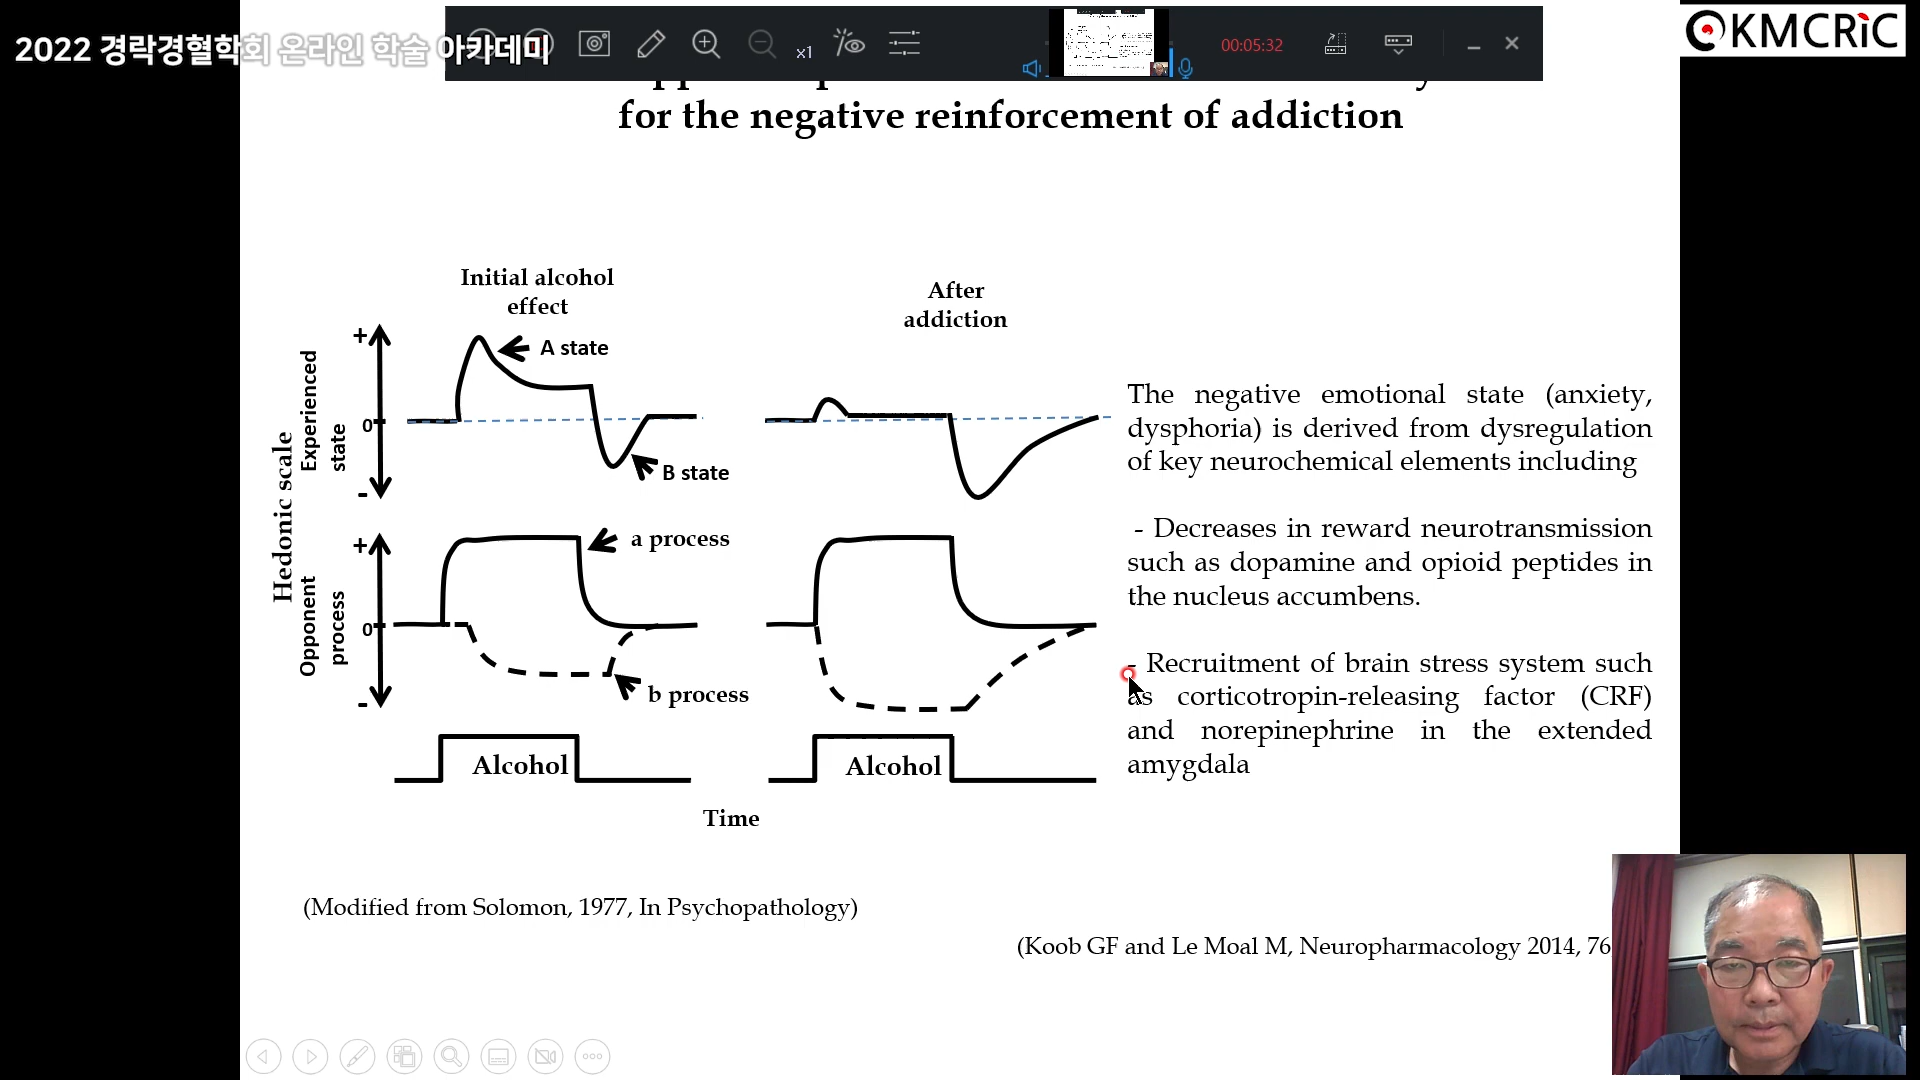 2022 경락경혈학회 온라인 학술 아카데미
x1
00:05:32
KMCRiC
for the negative reinforcement of addiction
Initial alcohol
effect
After
addiction
+
A state
Experienced
state
0
B state
-
Hedonic scale
+
a process
Opponent
process
0
b process
-
Alcohol
Alcohol
Time
The negative emotional state (anxiety,
dysphoria) is derived from dysregulation
of key neurochemical elements including
- Decreases in reward neurotransmission
such as dopamine and opioid peptides in
the nucleus accumbens.
- Recruitment of brain stress system such
as corticotropin-releasing factor (CRF)
and norepinephrine in the extended
amygdala
(Modified from Solomon, 1977, In Psychopathology)
(Koob GF and Le Moal M, Neuropharmacology 2014, 76